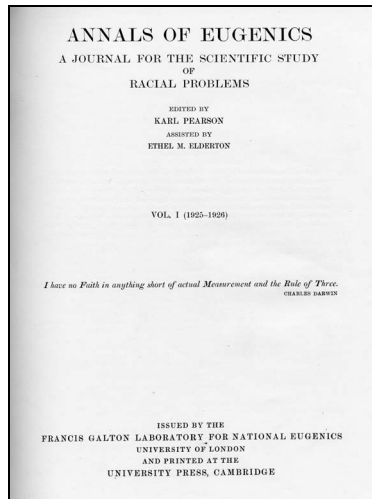 ANNALS OF EUGENICS
A JOURNAL FOR THE SCIENTIFIC STUDY
OF
RACIAL PROBLEMS
EDITED BY
KARL PEARSON
ASSISTED BY
ETHEL M. ELDERTON
VOL. I (1925–1926)
I have no Faith in anything short of actual Measurement and the Rule of Three.
CHARLES DARWIN
ISSUED BY THE
FRANCIS GALTON LABORATORY FOR NATIONAL EUGENICS
UNIVERSITY OF LONDON
AND PRINTED AT THE
UNIVERSITY PRESS, CAMBRIDGE